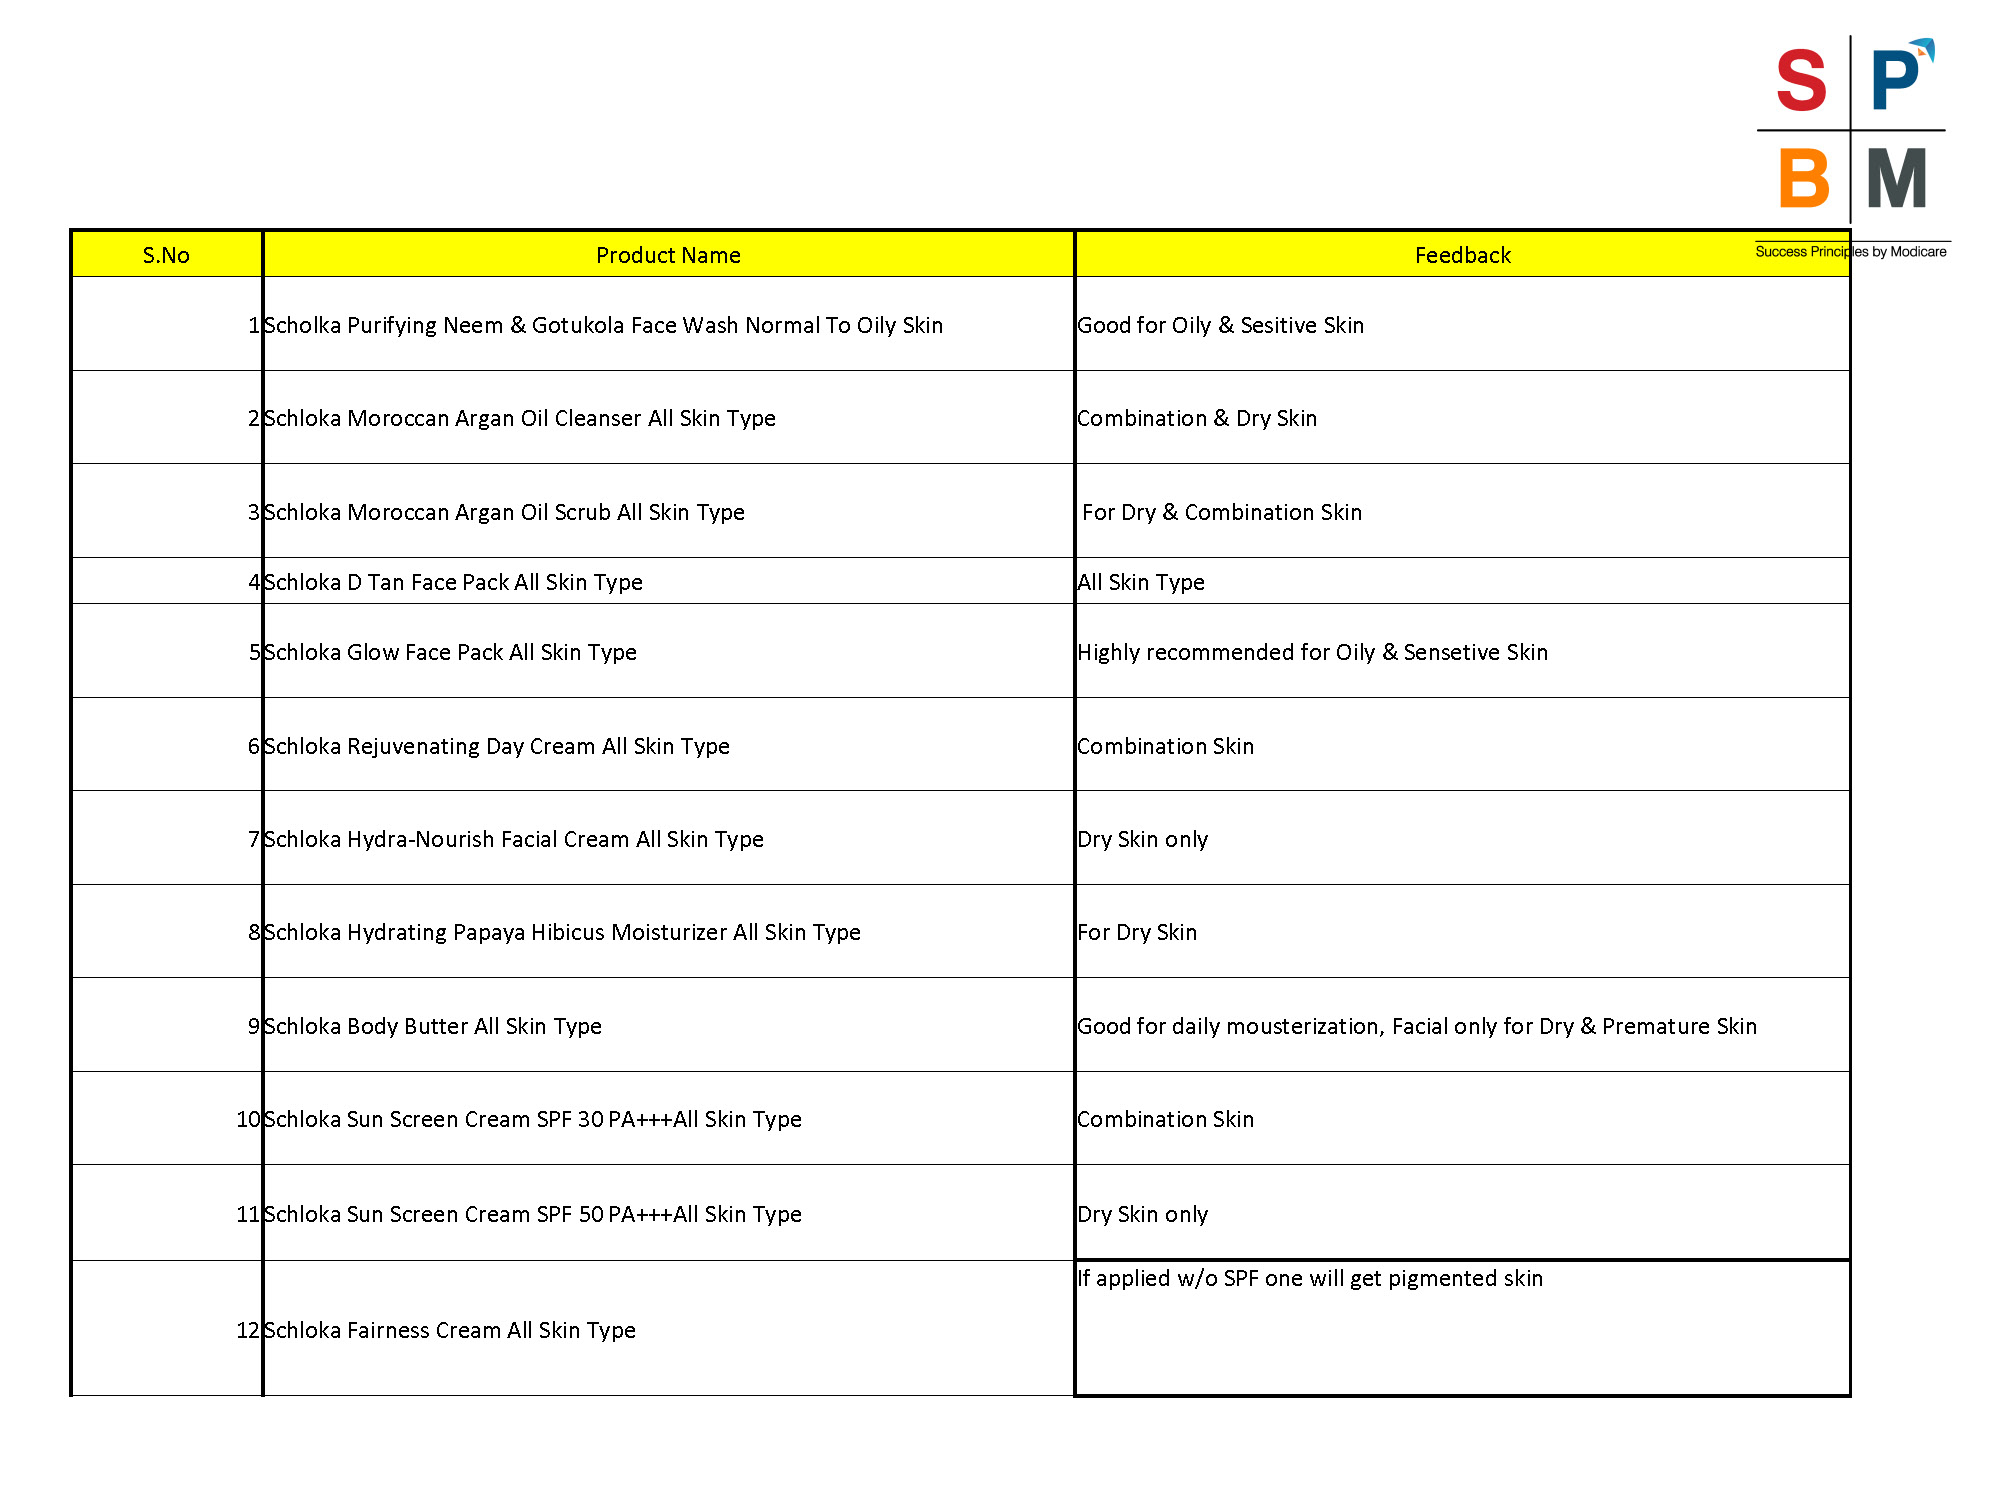 S P
B M
Success Principles by Modicare
S.No Product Name Feedback
1 Scholka Purifying Neem & Gotukola Face Wash Normal To Oily Skin Good for Oily & Sesitive Skin
2 Schloka Moroccan Argan Oil Cleanser All Skin Type Combination & Dry Skin
3 Schloka Moroccan Argan Oil Scrub All Skin Type For Dry & Combination Skin
4 Schloka D Tan Face Pack All Skin Type All Skin Type
5 Schloka Glow Face Pack All Skin Type Highly recommended for Oily & Sensetive Skin
6 Schloka Rejuvenating Day Cream All Skin Type Combination Skin
7 Schloka Hydra-Nourish Facial Cream All Skin Type Dry Skin only
8 Schloka Hydrating Papaya Hibicus Moisturizer All Skin Type For Dry Skin
9 Schloka Body Butter All Skin Type Good for daily mousterization, Facial only for Dry & Premature Skin
10 Schloka Sun Screen Cream SPF 30 PA+++All Skin Type Combination Skin
11 Schloka Sun Screen Cream SPF 50 PA+++All Skin Type Dry Skin only
12 Schloka Fairness Cream All Skin Type If applied w/o SPF one will get pigmented skin